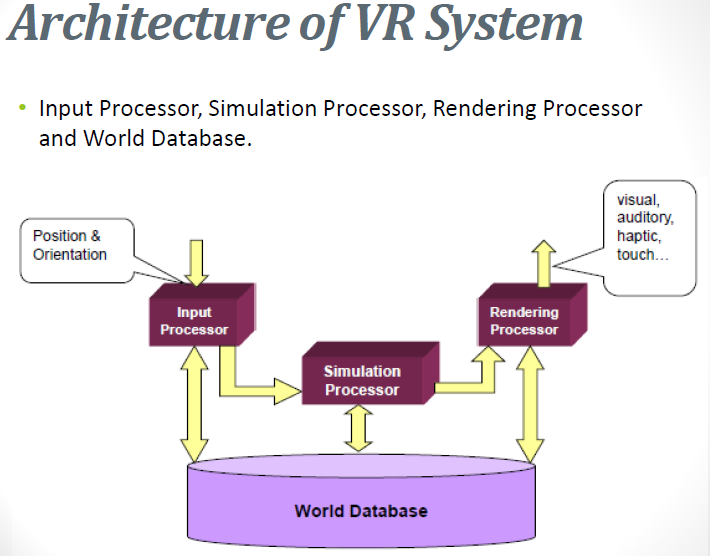 Architecture of VR System
• Input Processor, Simulation Processor, Rendering Processor
and World Database.
visual,
auditory,
haptic,
touch...
Position &
Orientation
Input
Processor
Rendering
Processor
Simulation
Processor
World Database